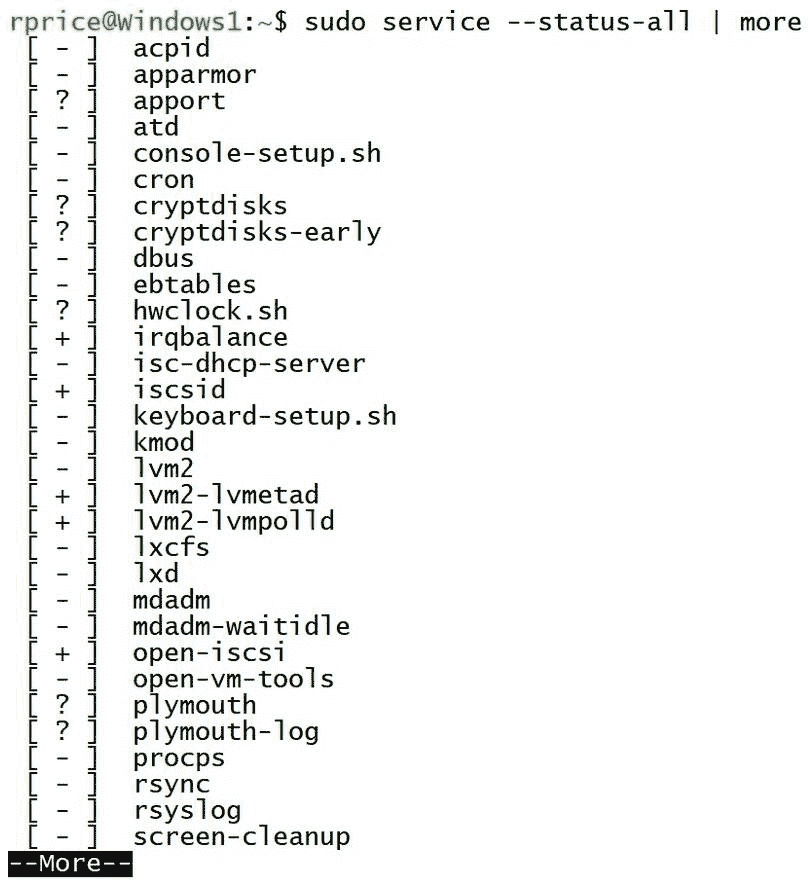 rprice@Windows1:~$ sudo service --status-all | more
[ - ] acpid
[ - ] apparmor
[ ? ] apport
[ - ] atd
[ - ] console-setup.sh
[ - ] cron
[ ? ] cryptdisks
[ ? ] cryptdisks-early
[ - ] dbus
[ - ] ebtables
[ ? ] hwclock.sh
[ + ] irqbalance
[ - ] isc-dhcp-server
[ + ] iscsid
[ - ] keyboard-setup.sh
[ - ] kmod
[ - ] lvm2
[ + ] lvm2-lvmetad
[ + ] lvm2-lvmpolld
[ - ] lxcfs
[ - ] lxd
[ - ] mdadm
[ - ] mdadm-waitidle
[ + ] open-iscsi
[ - ] open-vm-tools
[ ? ] plymouth
[ ? ] plymouth-log
[ - ] procps
[ - ] rsync
[ - ] rsyslog
[ - ] screen-cleanup
--More--